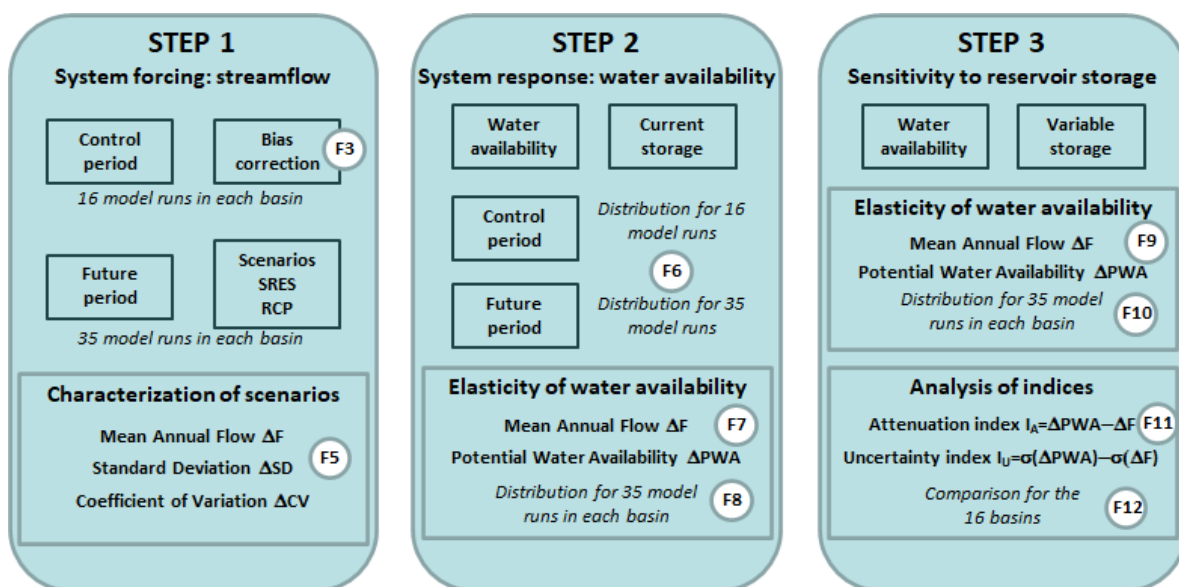 STEP 1
System forcing: streamflow
Control
period
Bias
correction
F3
16 model runs in each basin
Future
period
Scenarios
SRES
RCP
35 model runs in each basin
Characterization of scenarios
Mean Annual Flow ΔF
Standard Deviation ΔSD
F5
Coefficient of Variation ΔCV
STEP 2
System response: water availability
Water
availability
Current
storage
Control
period
Distribution for 16
model runs
F6
Future
period
Distribution for 35
model runs
Elasticity of water availability
Mean Annual Flow ΔF
F7
Potential Water Availability ΔPWA
Distribution for 35 model
runs in each basin
F8
STEP 3
Sensitivity to reservoir storage
Water
availability
Variable
storage
Elasticity of water availability
Mean Annual Flow ΔF
F9
Potential Water Availability ΔPWA
Distribution for 35 model
runs in each basin
F10
Analysis of indices
Attenuation index I_A=ΔPWA−ΔF
F11
Uncertainty index I_U=σ(ΔPWA)−σ(ΔF)
Comparison for the
16 basins
F12